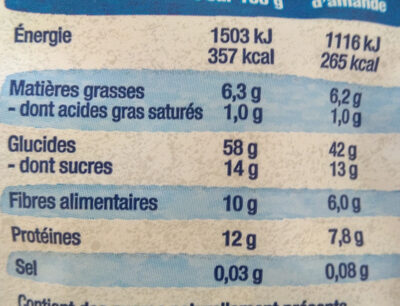 100 g d'amande
Énergie 1503 kJ 1116 kJ
357 kcal 265 kcal
Matières grasses 6,3 g 6,2 g
- dont acides gras saturés 1,0 g 1,0 g
Glucides 58 g 42 g
- dont sucres 14 g 13 g
Fibres alimentaires 10 g 6,0 g
Protéines 12 g 7,8 g
Sel 0,03 g 0,08 g